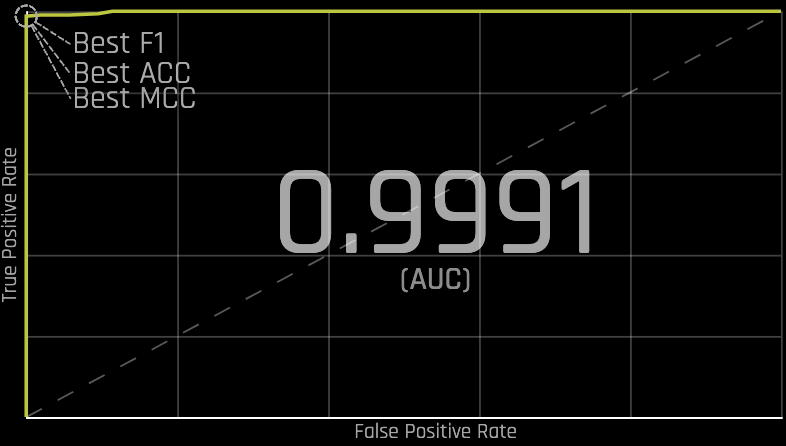 Best F1
Best ACC
Best MCC
True Positive Rate
0.9991
(AUC)
False Positive Rate